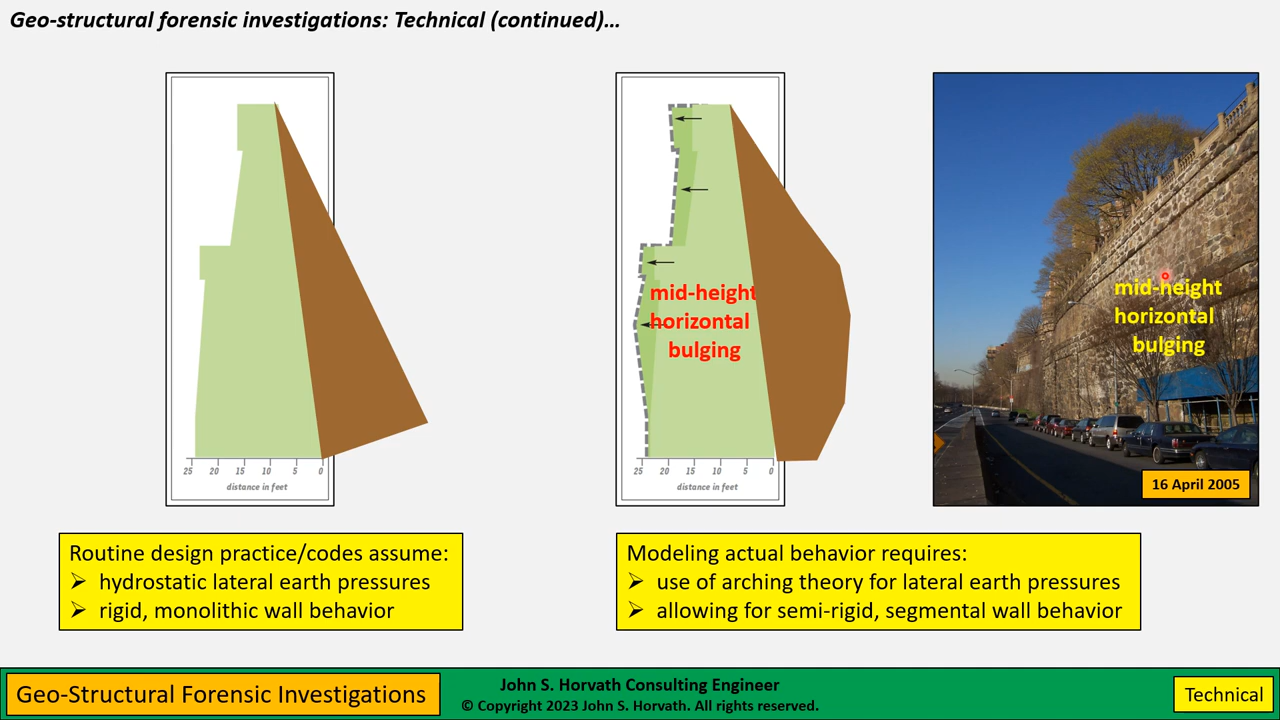 Geo-structural forensic investigations: Technical (continued)…
25 20 15 10 5 0
distance in feet
mid-height
horizontal
bulging
25 20 15 10 5 0
distance in feet
mid-height
horizontal
bulging
16 April 2005
Routine design practice/codes assume:
➢ hydrostatic lateral earth pressures
➢ rigid, monolithic wall behavior
Modeling actual behavior requires:
➢ use of arching theory for lateral earth pressures
➢ allowing for semi-rigid, segmental wall behavior
Geo-Structural Forensic Investigations
John S. Horvath Consulting Engineer
© Copyright 2023 John S. Horvath. All rights reserved.
Technical